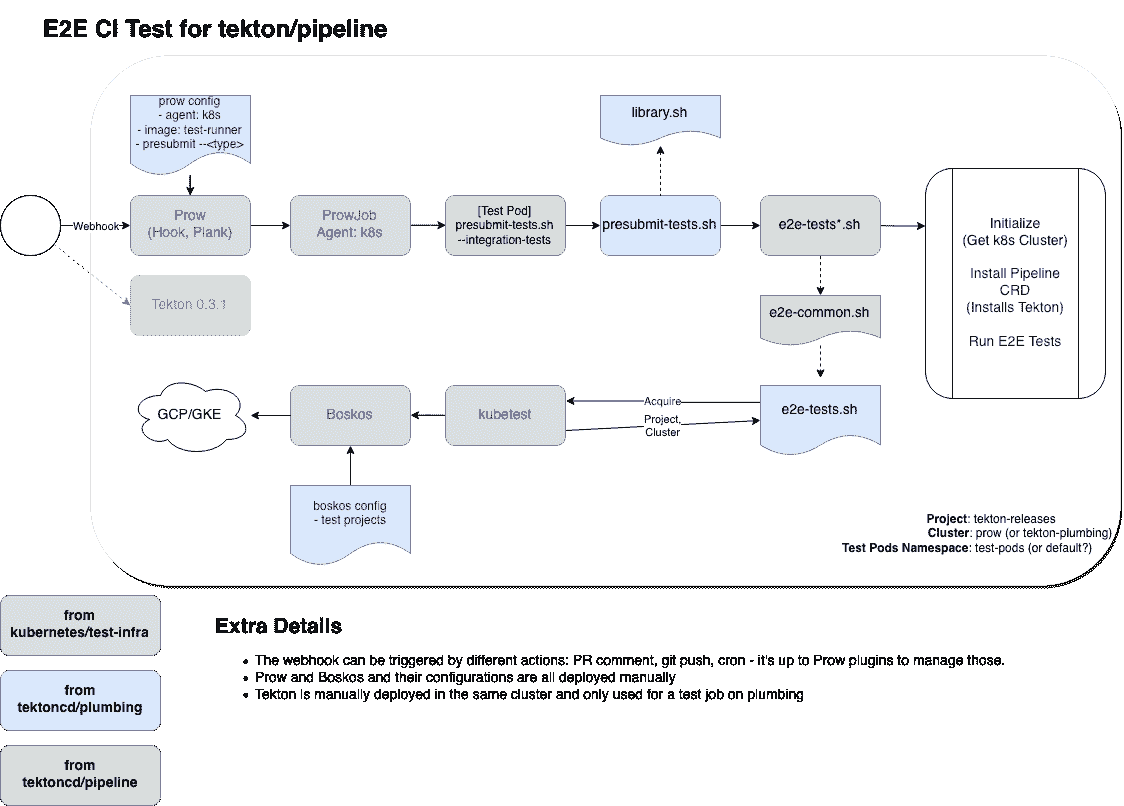 E2E CI Test for tekton/pipeline
prow config
- agent: k8s
- image: test-runner
- presubmit --<type>
library.sh
Webhook
Prow
(Hook, Plank)
ProwJob
Agent: k8s
[Test Pod]
presubmit-tests.sh
--integration-tests
presubmit-tests.sh
e2e-tests*.sh
Initialize
(Get k8s Cluster)
Install Pipeline
CRD
(Installs Tekton)
Run E2E Tests
Tekton 0.3.1
e2e-common.sh
GCP/GKE
Boskos
kubetest
Acquire
Project,
Cluster
e2e-tests.sh
boskos config
- test projects
Project: tekton-releases
Cluster: prow (or tekton-plumbing)
Test Pods Namespace: test-pods (or default?)
from
kubernetes/test-infra
from
tektoncd/plumbing
from
tektoncd/pipeline
Extra Details
• The webhook can be triggered by different actions: PR comment, git push, cron - it's up to Prow plugins to manage those.
• Prow and Boskos and their configurations are all deployed manually
• Tekton is manually deployed in the same cluster and only used for a test job on plumbing